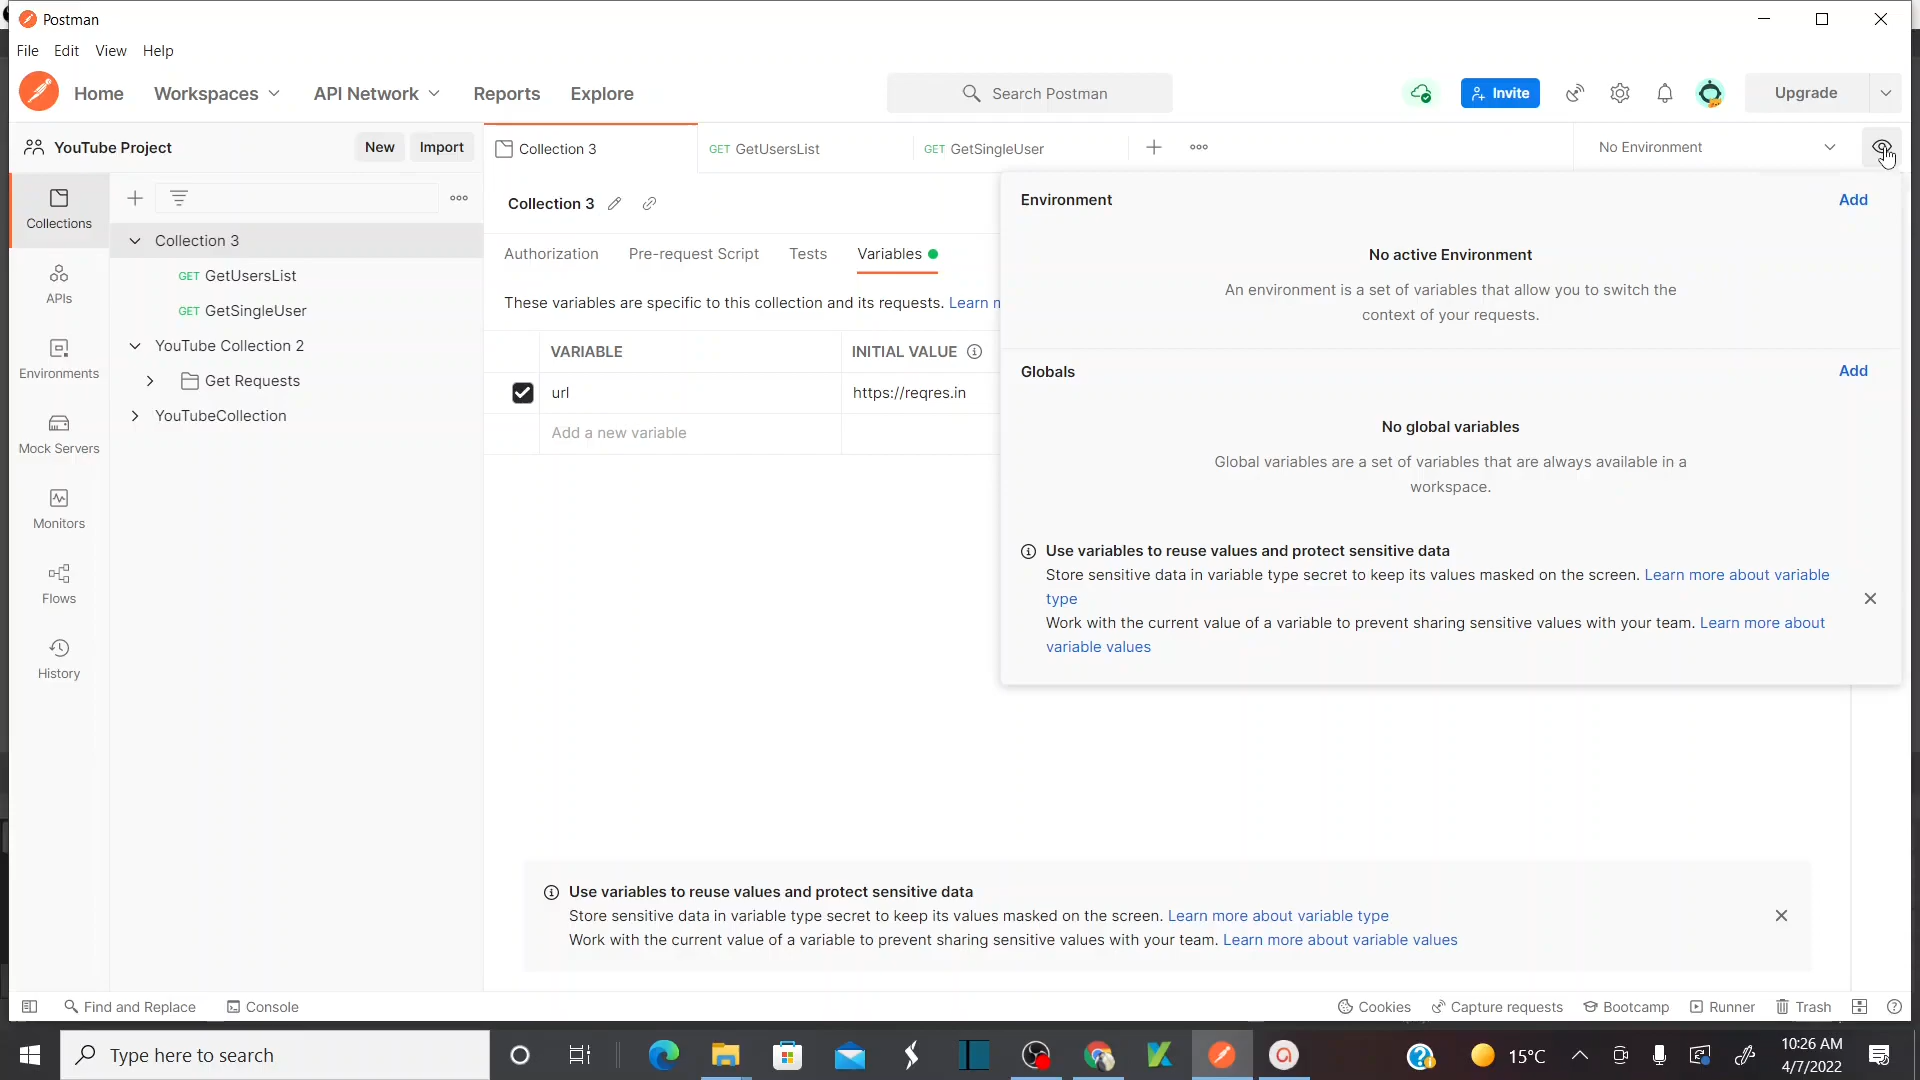 Postman
File Edit View Help
Home Workspaces API Network Reports Explore Search Postman Invite Upgrade
YouTube Project New Import
Collection 3 GET GetUsersList GET GetSingleUser No Environment
Collections
APIs
Environments
Mock Servers
Monitors
Flows
History
Collection 3
GET GetUsersList
GET GetSingleUser
YouTube Collection 2
Get Requests
YouTubeCollection
Collection 3
Authorization Pre-request Script Tests Variables
These variables are specific to this collection and its requests. Learn
VARIABLE INITIAL VALUE
url https://reqres.in
Add a new variable
Environment Add
No active Environment
An environment is a set of variables that allow you to switch the
context of your requests.
Globals Add
No global variables
Global variables are a set of variables that are always available in a
workspace.
Use variables to reuse values and protect sensitive data
Store sensitive data in variable type secret to keep its values masked on the screen. Learn more about variable
type
Work with the current value of a variable to prevent sharing sensitive values with your team. Learn more about
variable values
Use variables to reuse values and protect sensitive data
Store sensitive data in variable type secret to keep its values masked on the screen. Learn more about variable type
Work with the current value of a variable to prevent sharing sensitive values with your team. Learn more about variable values
Find and Replace Console Cookies Capture requests Bootcamp Runner Trash
Type here to search 15°C 10:26 AM
4/7/2022